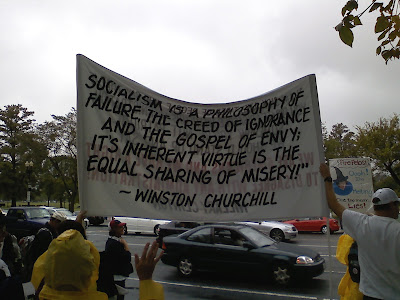 SOCIALISM IS A PHILOSOPHY OF
FAILURE, THE CREED OF IGNORANCE
AND THE GOSPEL OF ENVY;
IT'S INHERENT VIRTUE IS THE
EQUAL SHARING OF MISERY!"
~ WINSTON CHURCHILL
Lies!